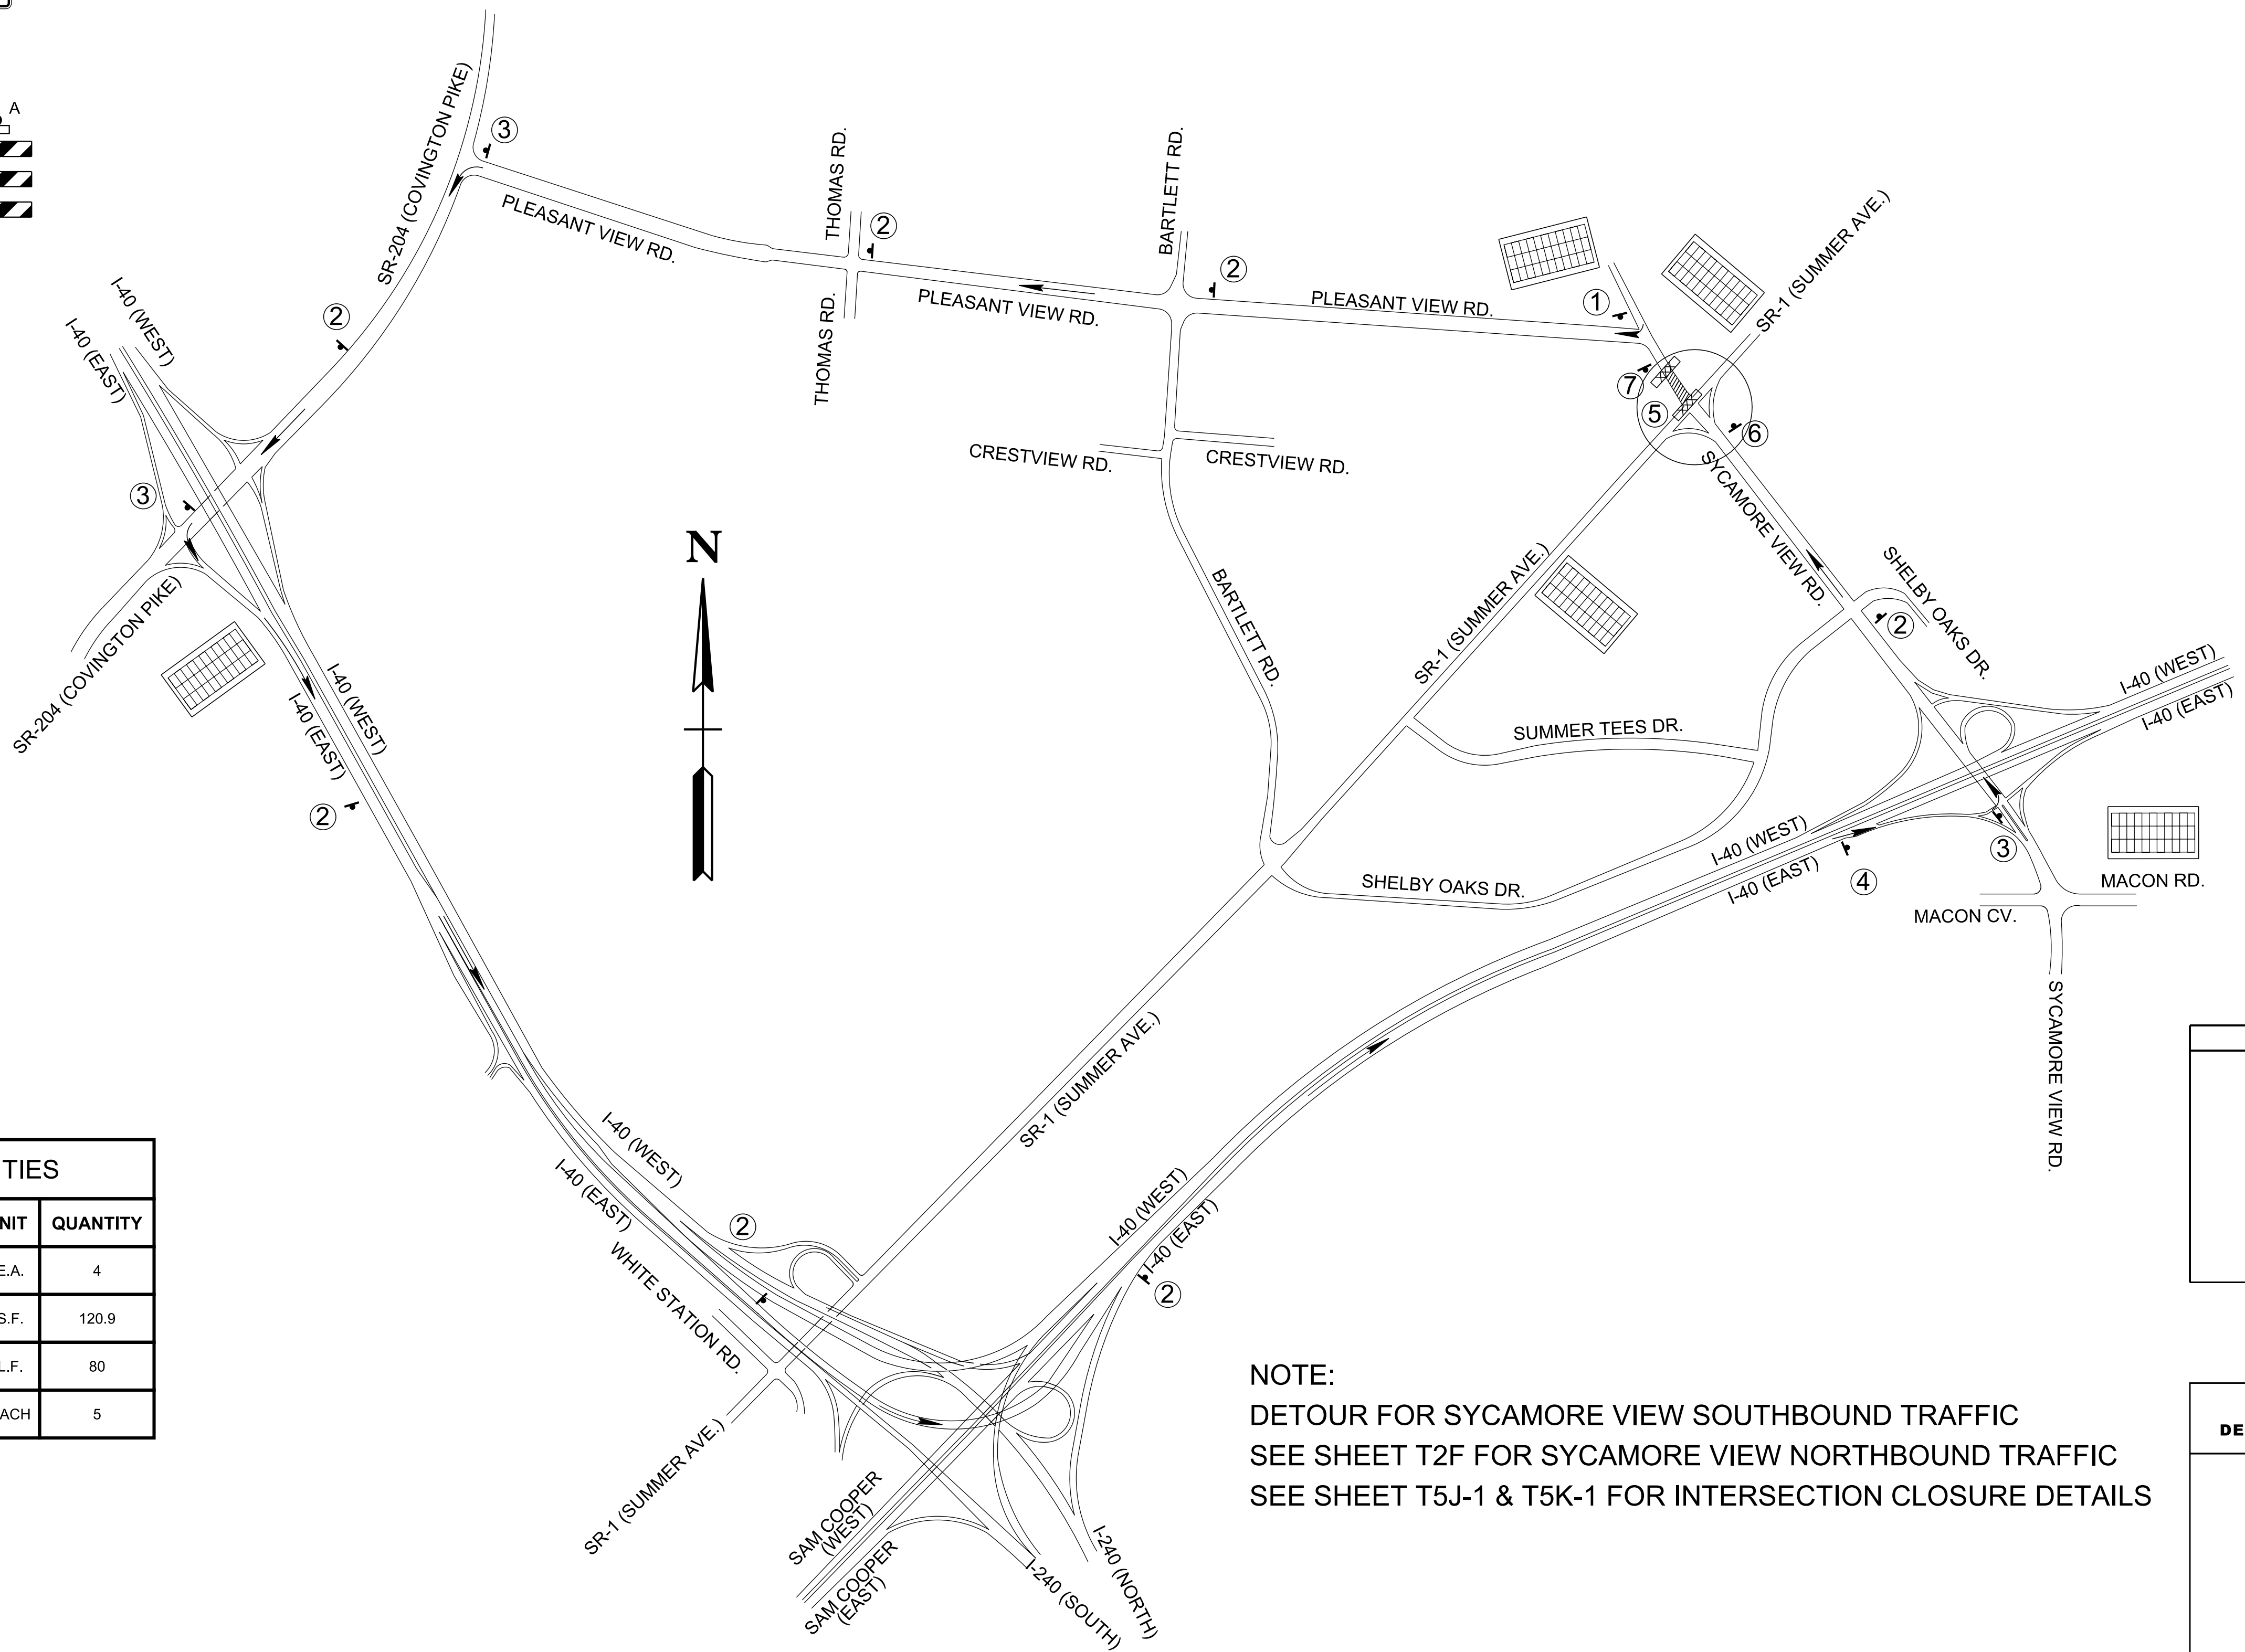 A
SR-204 (COVINGTON PIKE)
3
PLEASANT VIEW RD.
THOMAS RD.
2
THOMAS RD.
PLEASANT VIEW RD.
BARTLETT RD.
2
PLEASANT VIEW RD.
1
SR-1 (SUMMER AVE.)
7
5
6
I-40 (WEST)
I-40 (EAST)
2
3
SR-204 (COVINGTON PIKE)
I-40 (WEST)
I-40 (EAST)
2
N
CRESTVIEW RD.
CRESTVIEW RD.
BARTLETT RD.
SYCAMORE VIEW RD.
SHELBY OAKS DR.
2
SR-1 (SUMMER AVE.)
SUMMER TEES DR.
I-40 (WEST)
I-40 (EAST)
SHELBY OAKS DR.
I-40 (WEST)
I-40 (EAST)
4
3
MACON RD.
MACON CV.
SYCAMORE VIEW RD.
SR-1 (SUMMER AVE.)
I-40 (WEST)
I-40 (EAST)
2
WHITE STATION RD.
I-40 (WEST)
I-40 (EAST)
2
SR-1 (SUMMER AVE.)
SAM COOPER
(WEST)
SAM COOPER
(EAST)
I-240 (SOUTH)
I-240 (NORTH)
TIES
NIT QUANTITY
E.A. 4
S.F. 120.9
L.F. 80
ACH 5
NOTE:
DETOUR FOR SYCAMORE VIEW SOUTHBOUND TRAFFIC
SEE SHEET T2F FOR SYCAMORE VIEW NORTHBOUND TRAFFIC
SEE SHEET T5J-1 & T5K-1 FOR INTERSECTION CLOSURE DETAILS
DE